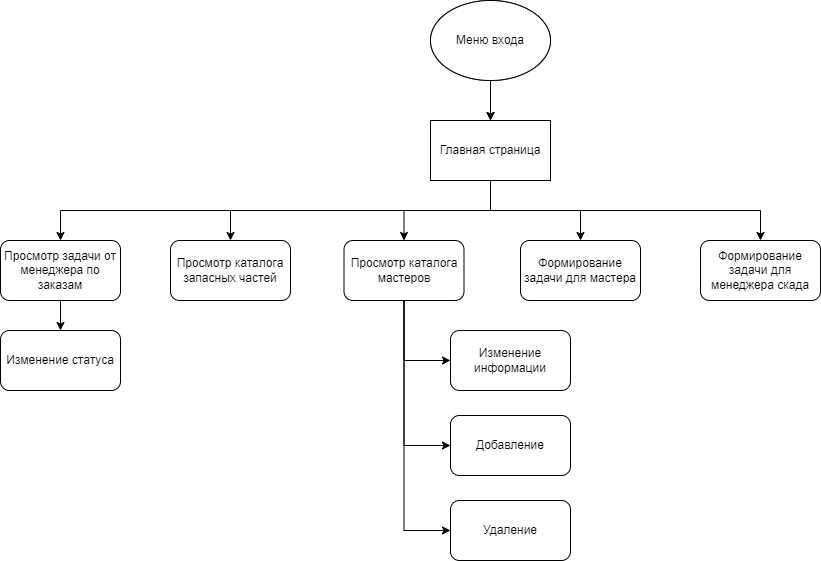 Меню входа
Главная страница
Просмотр задачи от
менеджера по
заказам
Просмотр каталога
запасных частей
Просмотр каталога
мастеров
Формирование
задачи для мастера
Формирование
задачи для
менеджера скада
Изменение статуса
Изменение
информации
Добавление
Удаление